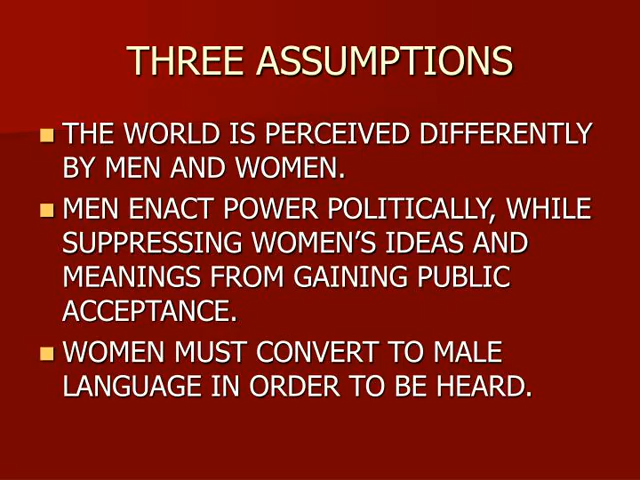 THREE ASSUMPTIONS
THE WORLD IS PERCEIVED DIFFERENTLY
BY MEN AND WOMEN.
MEN ENACT POWER POLITICALLY, WHILE
SUPPRESSING WOMEN’S IDEAS AND
MEANINGS FROM GAINING PUBLIC
ACCEPTANCE.
WOMEN MUST CONVERT TO MALE
LANGUAGE IN ORDER TO BE HEARD.